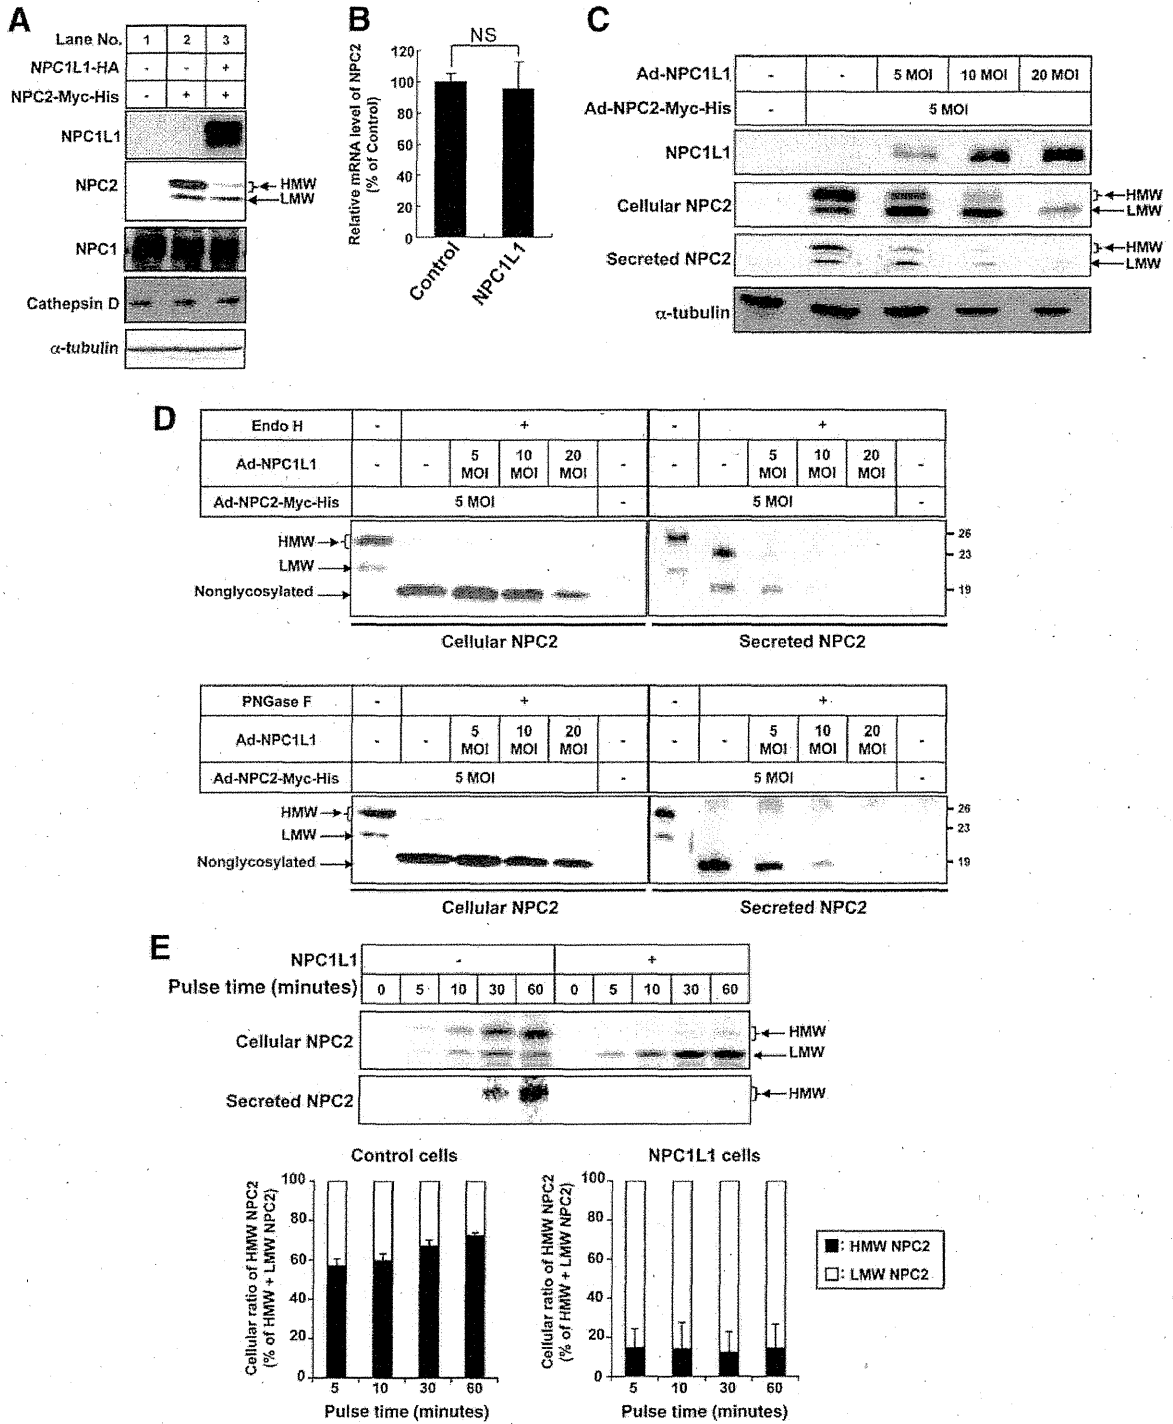 A
Lane No. 1 2 3
NPC1L1-HA - - +
NPC2-Myc-His - + +
NPC1L1
NPC2
HMW
LMW
NPC1
Cathepsin D
α-tubulin
B
NS
Relative mRNA level of NPC2
(% of Control)
120
100
80
60
40
20
0
Control
NPC1L1
C
Ad-NPC1L1 - - 5 MOI 10 MOI 20 MOI
Ad-NPC2-Myc-His - 5 MOI
NPC1L1
Cellular NPC2
HMW
LMW
Secreted NPC2
HMW
LMW
α-tubulin
D
Endo H - + - +
Ad-NPC1L1 - - 5 MOI 10 MOI 20 MOI - - - 5 MOI 10 MOI 20 MOI -
Ad-NPC2-Myc-His 5 MOI - 5 MOI -
HMW
LMW
Nonglycosylated
26
23
19
Cellular NPC2 Secreted NPC2
PNGase F - + - +
Ad-NPC1L1 - - 5 MOI 10 MOI 20 MOI - - - 5 MOI 10 MOI 20 MOI -
Ad-NPC2-Myc-His 5 MOI - 5 MOI -
HMW
LMW
Nonglycosylated
26
23
19
Cellular NPC2 Secreted NPC2
E
NPC1L1 - +
Pulse time (minutes) 0 5 10 30 60 0 5 10 30 60
Cellular NPC2
HMW
LMW
Secreted NPC2
HMW
Control cells
Cellular ratio of HMW NPC2
(% of HMW + LMW NPC2)
100
80
60
40
20
0
5 10 30 60
Pulse time (minutes)
NPC1L1 cells
Cellular ratio of HMW NPC2
(% of HMW + LMW NPC2)
100
80
60
40
20
0
5 10 30 60
Pulse time (minutes)
: HMW NPC2
: LMW NPC2